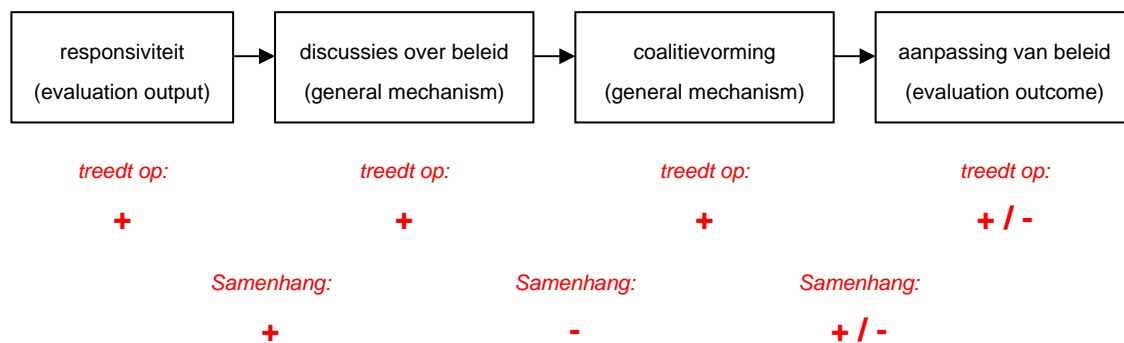 responsiviteit
(evaluation output)
discussies over beleid
(general mechanism)
coalitievorming
(general mechanism)
aanpassing van beleid
(evaluation outcome)
treedt op:
treedt op:
treedt op:
treedt op:
+
+
+
+ / -
Samenhang:
Samenhang:
Samenhang:
+
-
+ / -